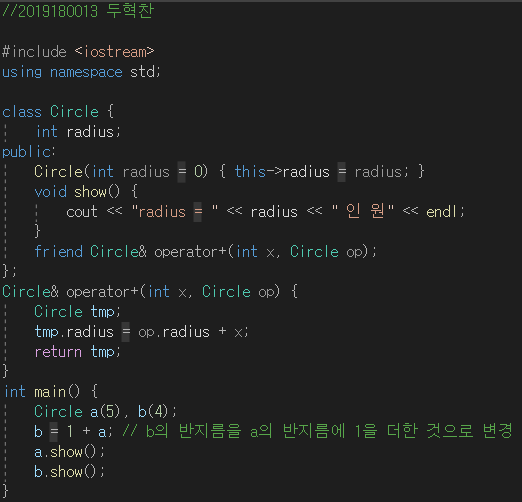 //2019180013 두혁찬
#include <iostream>
using namespace std;
class Circle {
int radius;
public:
Circle(int radius = 0) { this->radius = radius; }
void show() {
cout << "radius = " << radius << " 인 원" << endl;
}
friend Circle& operator+(int x, Circle op);
};
Circle& operator+(int x, Circle op) {
Circle tmp;
tmp.radius = op.radius + x;
return tmp;
}
int main() {
Circle a(5), b(4);
b = 1 + a; // b의 반지름을 a의 반지름에 1을 더한 것으로 변경
a.show();
b.show();
}